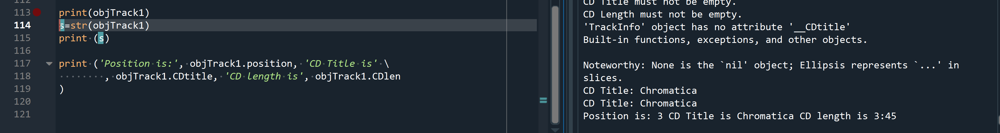 112
113 print(objTrack1)
114 s=str(objTrack1)
115 print (s)
116
117 print ('Position is:', objTrack1.position, 'CD Title is' \
118 , objTrack1.CDtitle, 'CD length is', objTrack1.CDlen
119 )
120
121
CD Title must not be empty.
CD Length must not be empty.
'TrackInfo' object has no attribute '__CDtitle'
Built-in functions, exceptions, and other objects.
Noteworthy: None is the `nil' object; Ellipsis represents `...' in
slices.
CD Title: Chromatica
CD Title: Chromatica
Position is: 3 CD Title is Chromatica CD length is 3:45